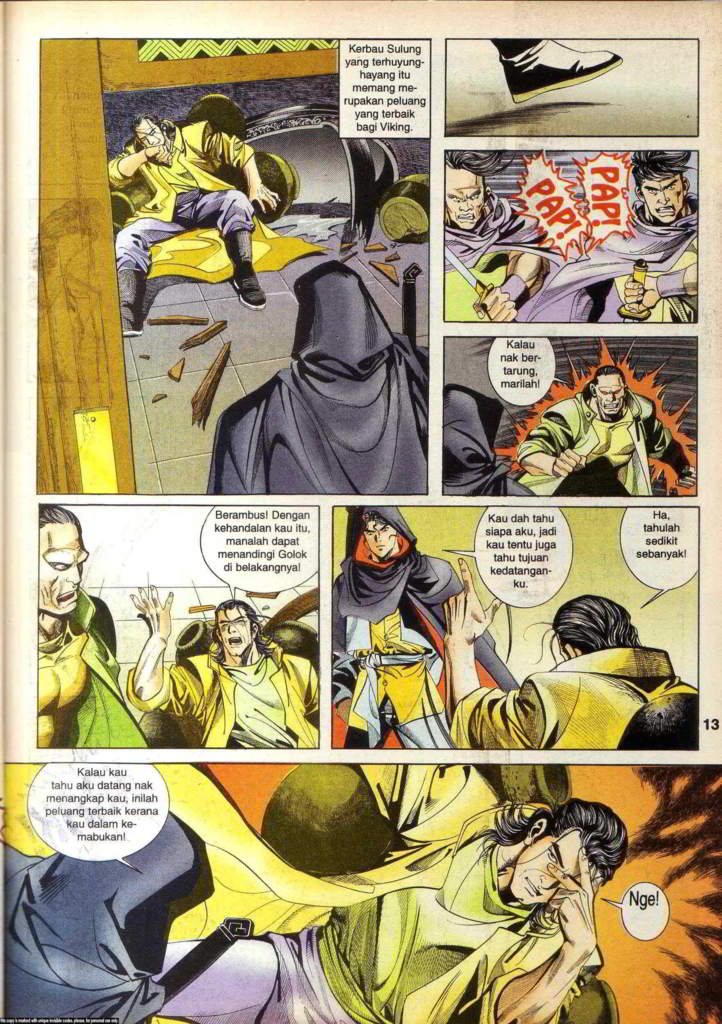 Kerbau Sulung
yang terhuyung-
hayang itu
memang me-
rupakan peluang
yang terbaik
bagi Viking.
PAP!
PAP!
Kalau
nak ber-
tarung,
marilah!
Berambus! Dengan
kehandalan kau itu,
manalah dapat
menandingi Golok
di belakangnya!
Kau dah tahu
siapa aku, jadi
kau tentu juga
tahu tujuan
kedatangan-
ku.
Ha,
tahulah
sedikit
sebanyak!
13
Kalau kau
tahu aku datang nak
menangkap kau, inilah
peluang terbaik kerana
kau dalam ke-
mabukan!
Nge!